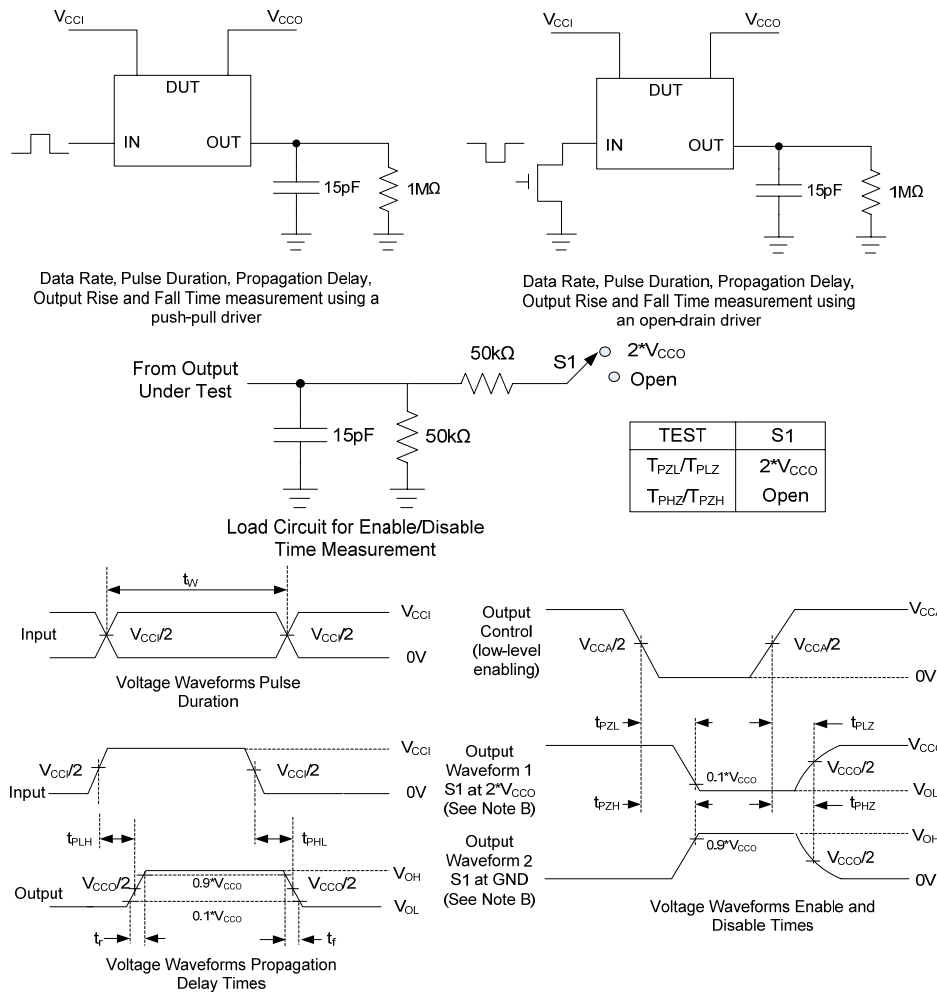 VCCI
VCCO
DUT
IN
OUT
15pF
1MΩ
Data Rate, Pulse Duration, Propagation Delay,
Output Rise and Fall Time measurement using a
push-pull driver
VCCI
VCCO
DUT
IN
OUT
15pF
1MΩ
Data Rate, Pulse Duration, Propagation Delay,
Output Rise and Fall Time measurement using
an open-drain driver
From Output
Under Test
15pF
50kΩ
50kΩ
S1
2*VCCO
Open
Load Circuit for Enable/Disable
Time Measurement
TEST S1
TPZL/TPLZ 2*VCCO
TPHZ/TPZH Open
tW
Input
VCCI/2
VCCI/2
VCCI
0V
Voltage Waveforms Pulse
Duration
VCCI/2
VCCI/2
VCCI
Input
0V
tPLH
tPHL
Output
VCCO/2
0.9*VCCO
0.1*VCCO
VCCO/2
VOH
VOL
tr
tf
Voltage Waveforms Propagation
Delay Times
Output
Control
(low-level
enabling)
VCCA/2
VCCA/2
VCCA
0V
tPZL
tPLZ
Output
Waveform 1
S1 at 2*VCCO
(See Note B)
0.1*VCCO
VCCO/2
VCCO
VOL
tPZH
tPHZ
Output
Waveform 2
S1 at GND
(See Note B)
0.9*VCCO
VCCO/2
VOH
0V
Voltage Waveforms Enable and
Disable Times